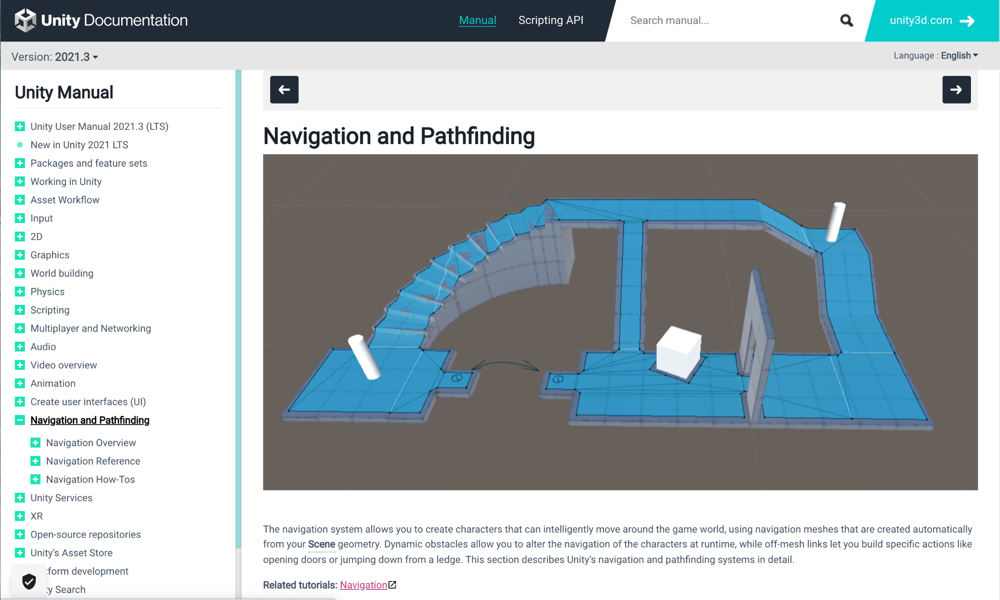 Unity Documentation
Manual
Scripting API
Search manual...
unity3d.com
Version: 2021.3
Language : English
Unity Manual
Unity User Manual 2021.3 (LTS)
New in Unity 2021 LTS
Packages and feature sets
Working in Unity
Asset Workflow
Input
2D
Graphics
World building
Physics
Scripting
Multiplayer and Networking
Audio
Video overview
Animation
Create user interfaces (UI)
Navigation and Pathfinding
Navigation Overview
Navigation Reference
Navigation How-Tos
Unity Services
XR
Open-source repositories
Unity's Asset Store
tform development
ty Search
Navigation and Pathfinding
The navigation system allows you to create characters that can intelligently move around the game world, using navigation meshes that are created automatically
from your Scene geometry. Dynamic obstacles allow you to alter the navigation of the characters at runtime, while off-mesh links let you build specific actions like
opening doors or jumping down from a ledge. This section describes Unity’s navigation and pathfinding systems in detail.
Related tutorials: Navigation